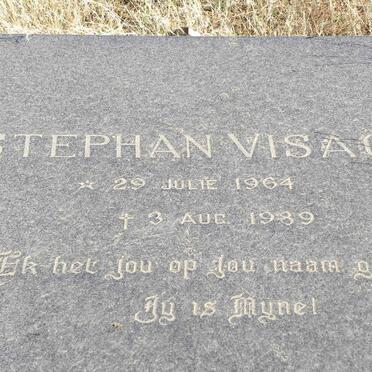 STEPHAN VISAG
* 29 JULIE 1964
† 3 AUG 1989
Ek het jou op jou naam g
Jy is Myne!